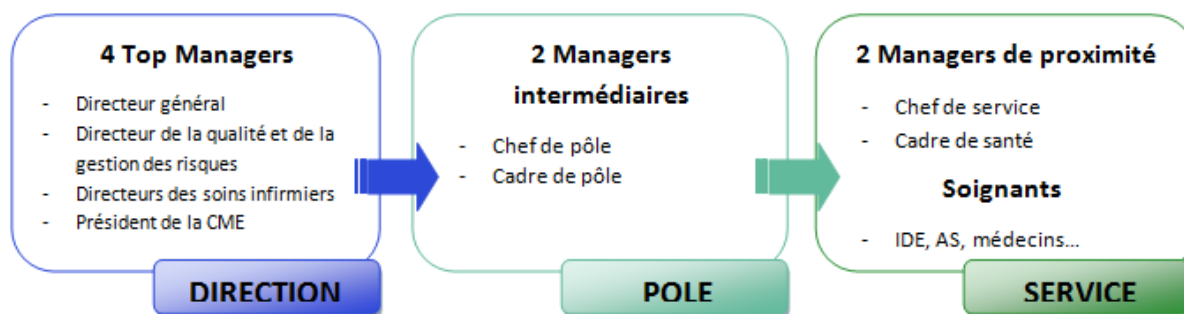 4 Top Managers
- Directeur général
- Directeur de la qualité et de la
gestion des risques
- Directeurs des soins infirmiers
- Président de la CME
DIRECTION
2 Managers
intermédiaires
- Chef de pôle
- Cadre de pôle
POLE
2 Managers de proximité
- Chef de service
- Cadre de santé
Soignants
- IDE, AS, médecins...
SERVICE